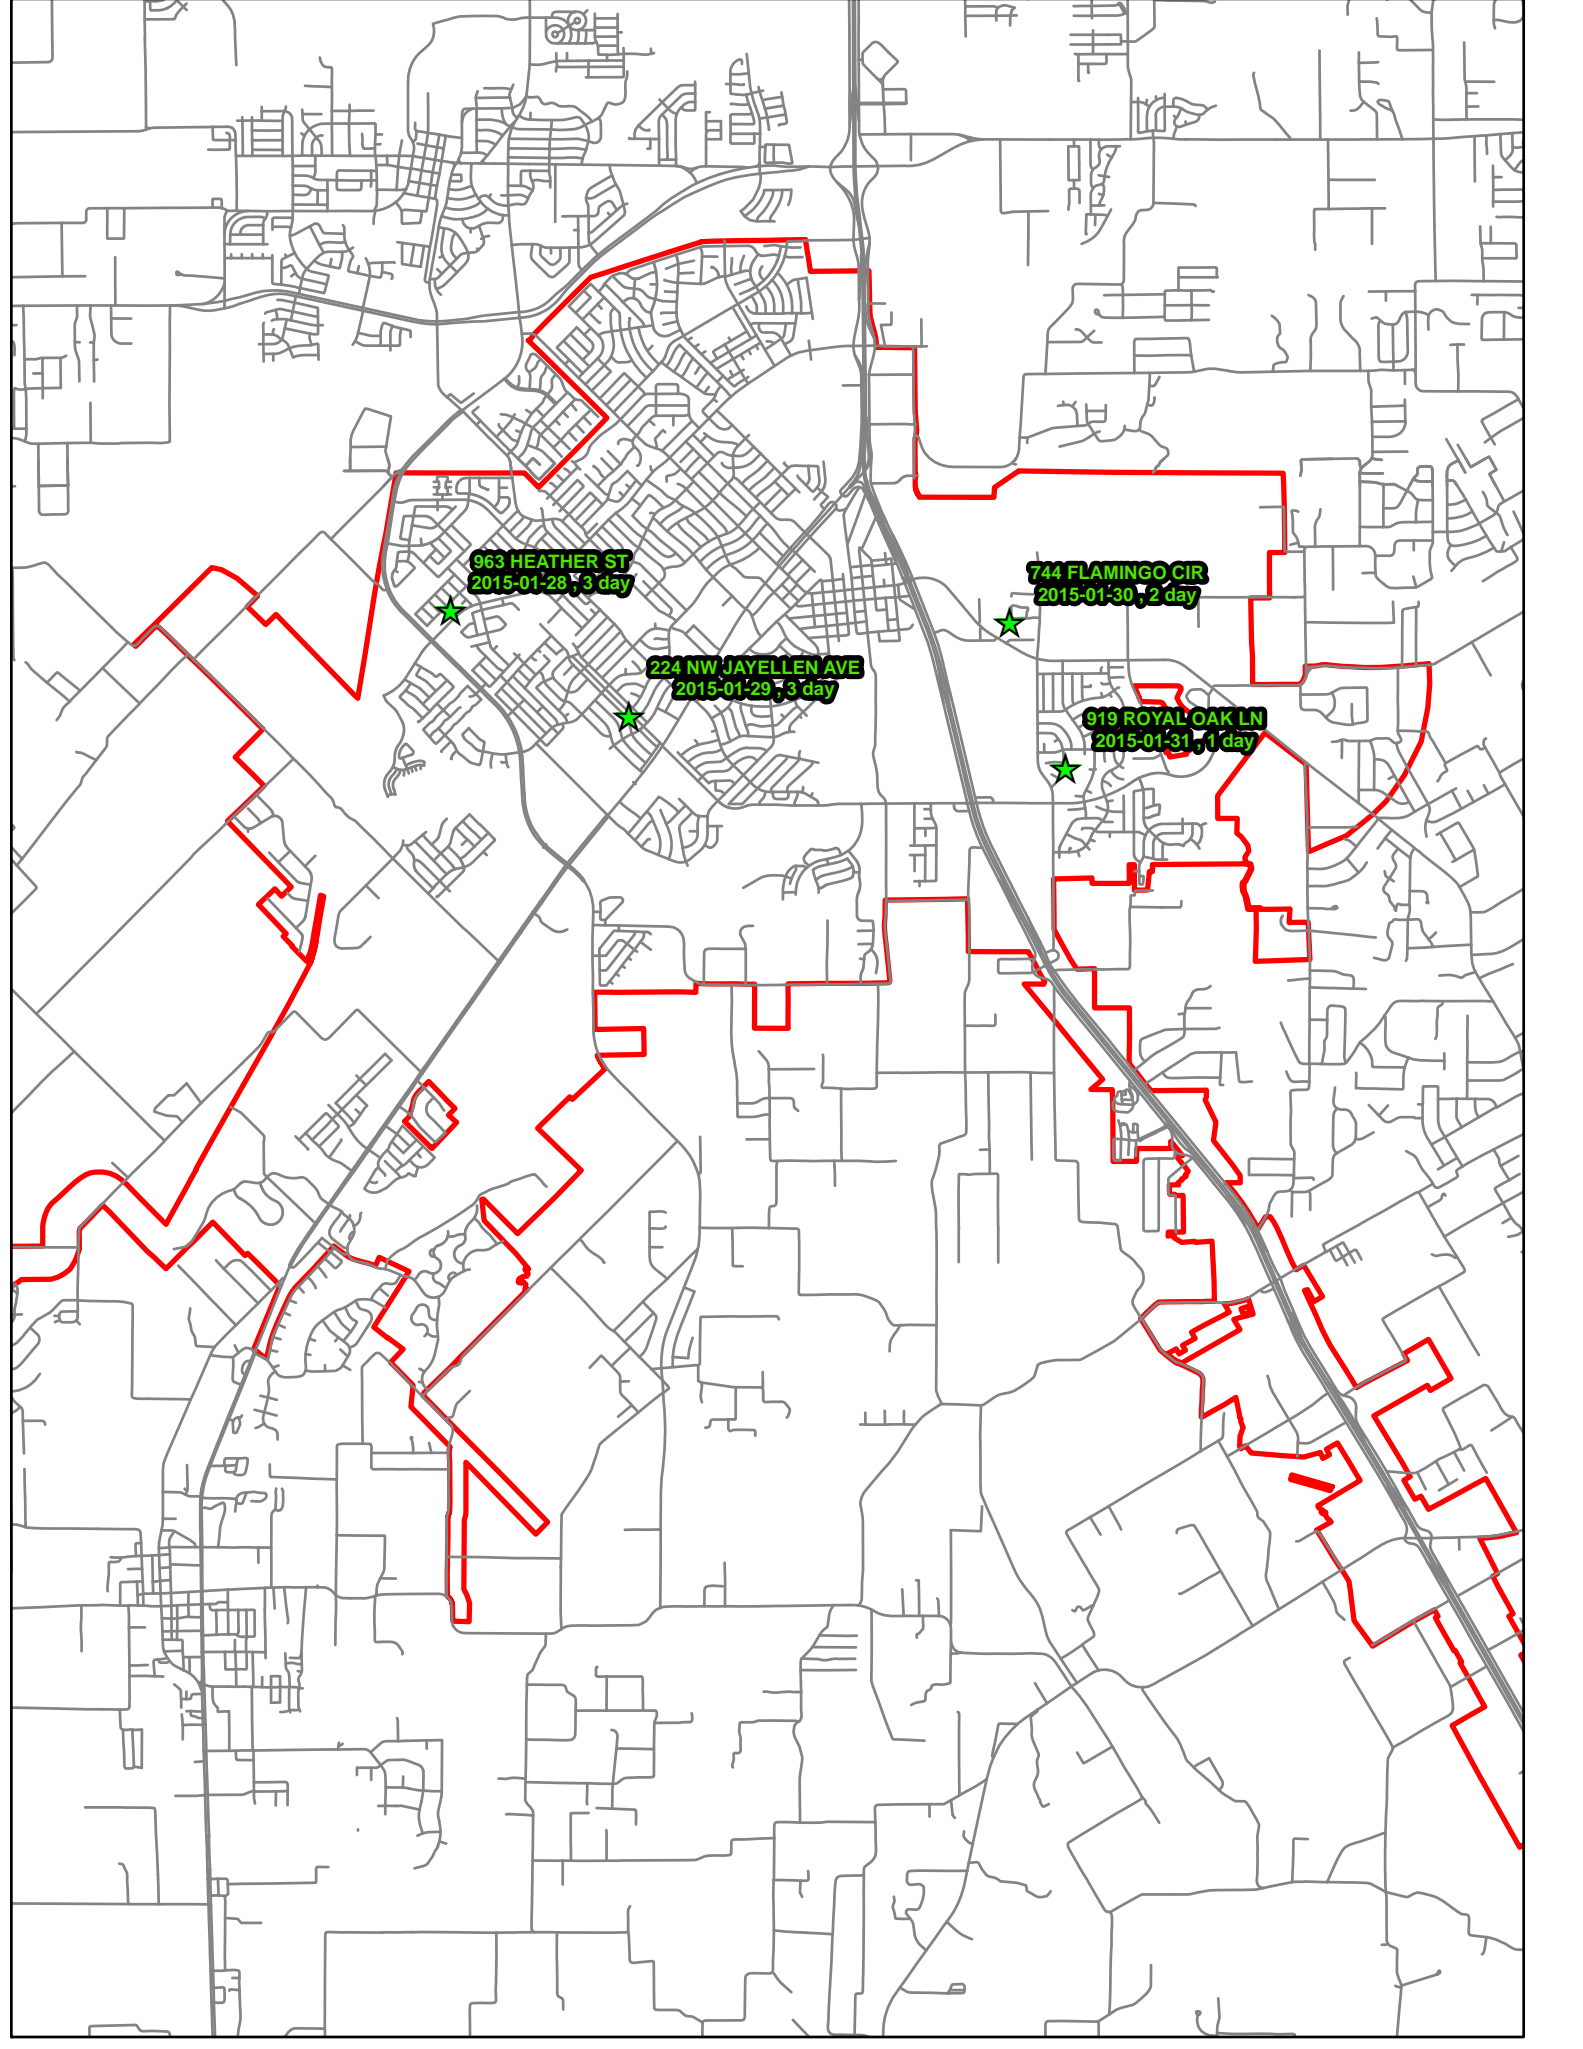 963 HEATHER ST
2015-01-28 , 3 day
744 FLAMINGO CIR
2015-01-30 , 2 day
224 NW JAYELLEN AVE
2015-01-29 , 3 day
919 ROYAL OAK LN
2015-01-31 , 1 day